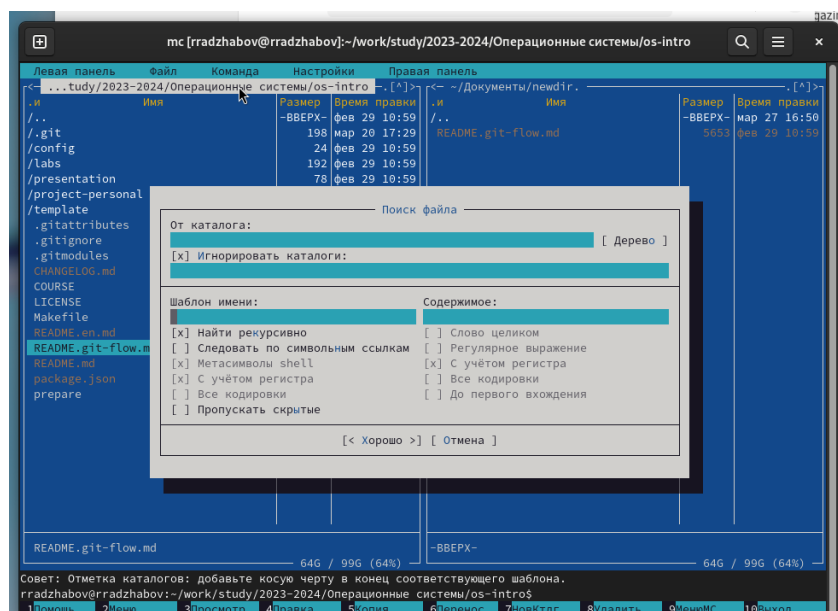 mc [rradzhabov@rradzhabov]:~/work/study/2023-2024/Операционные системы/os-intro
Левая панель Файл Команда Настройки Правая панель
<— ...tudy/2023-2024/Операционные системы/os-intro —.[^]>
.и Имя Размер Время правки
/.. -ВВЕРХ- фев 29 10:59
/.git 198 мар 20 17:29
/config 24 фев 29 10:59
/labs 192 фев 29 10:59
/presentation 78 фев 29 10:59
/project-personal
/template
.gitattributes
.gitignore
.gitmodules
CHANGELOG.md
COURSE
LICENSE
Makefile
README.en.md
README.git-flow.m
README.md
package.json
prepare
README.git-flow.md
64G / 99G (64%)
<— ~/Документы/newdir. —.[^]>
.и Имя Размер Время правки
/.. -ВВЕРХ- мар 27 16:50
README.git-flow.md 5653 фев 29 10:59
-ВВЕРХ-
64G / 99G (64%)
Поиск файла
От каталога:
[ Дерево ]
[x] Игнорировать каталоги:
Шаблон имени:
[x] Найти рекурсивно
[ ] Следовать по символьным ссылкам
[x] Метасимволы shell
[x] С учётом регистра
[ ] Все кодировки
[ ] Пропускать скрытые
Содержимое:
[ ] Слово целиком
[ ] Регулярное выражение
[x] С учётом регистра
[ ] Все кодировки
[ ] До первого вхождения
[< Хорошо >] [ Отмена ]
Совет: Отметка каталогов: добавьте косую черту в конец соответствующего шаблона.
rradzhabov@rradzhabov:~/work/study/2023-2024/Операционные системы/os-intro$
1Помощь 2Меню 3Просмотр 4Правка 5Копия 6Перенос 7НовКтлг 8Удалить 9МенюМС 10Выход